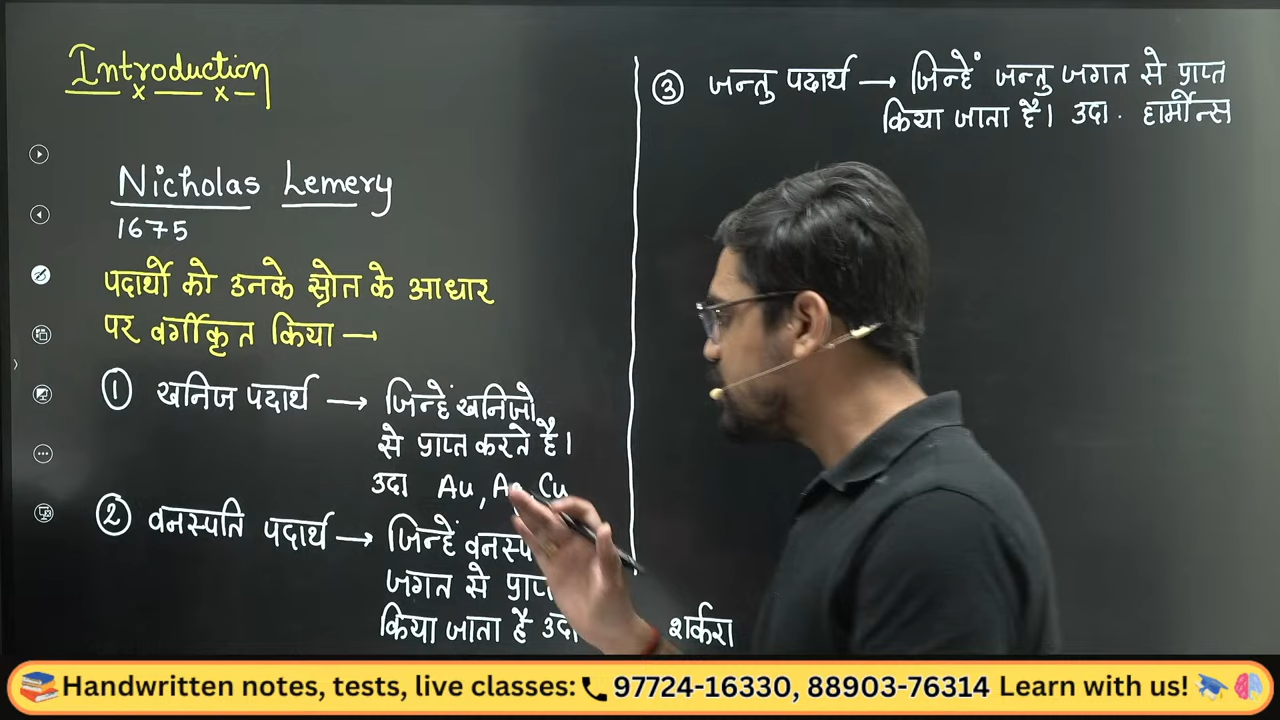 Introduction
Nicholas Lemery
1675
पदार्थो को उनके स्रोत के आधार
पर वर्गीकृत किया →
① खनिज पदार्थ → जिन्हें खनिजो
से प्राप्त करते है।
उदा Au, Cu
② वनस्पति पदार्थ → जिन्हें
जगत से
किया जाता है उदा शर्करा
③ जन्तु पदार्थ → जिन्हें जन्तु जगत से प्राप्त
किया जाता है। उदा. हार्मोन्स
Handwritten notes, tests, live classes: 97724-16330, 88903-76314 Learn with us!